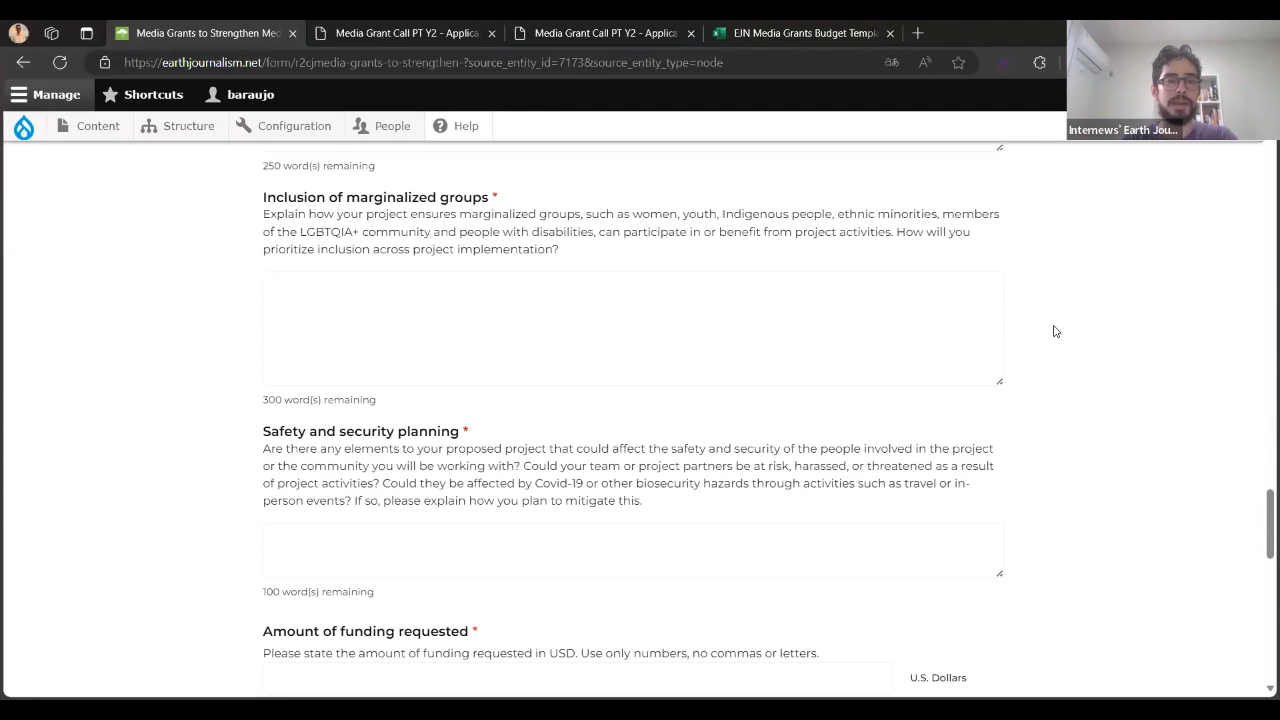 Media Grants to Strengthen Mec
Media Grant Call PT Y2 - Applica
Media Grant Call PT Y2 - Applica
EJN Media Grants Budget Templ
https://earthjournalism.net/form/r2cjmedia-grants-to-strengthen-?source_entity_id=7173&source_entity_type=node
Manage
Shortcuts
baraujo
Internews' Earth Jou...
Content
Structure
Configuration
People
Help
250 word(s) remaining
Inclusion of marginalized groups *
Explain how your project ensures marginalized groups, such as women, youth, Indigenous people, ethnic minorities, members
of the LGBTQIA+ community and people with disabilities, can participate in or benefit from project activities. How will you
prioritize inclusion across project implementation?
300 word(s) remaining
Safety and security planning *
Are there any elements to your proposed project that could affect the safety and security of the people involved in the project
or the community you will be working with? Could your team or project partners be at risk, harassed, or threatened as a result
of project activities? Could they be affected by Covid-19 or other biosecurity hazards through activities such as travel or in-
person events? If so, please explain how you plan to mitigate this.
100 word(s) remaining
Amount of funding requested *
Please state the amount of funding requested in USD. Use only numbers, no commas or letters.
U.S. Dollars